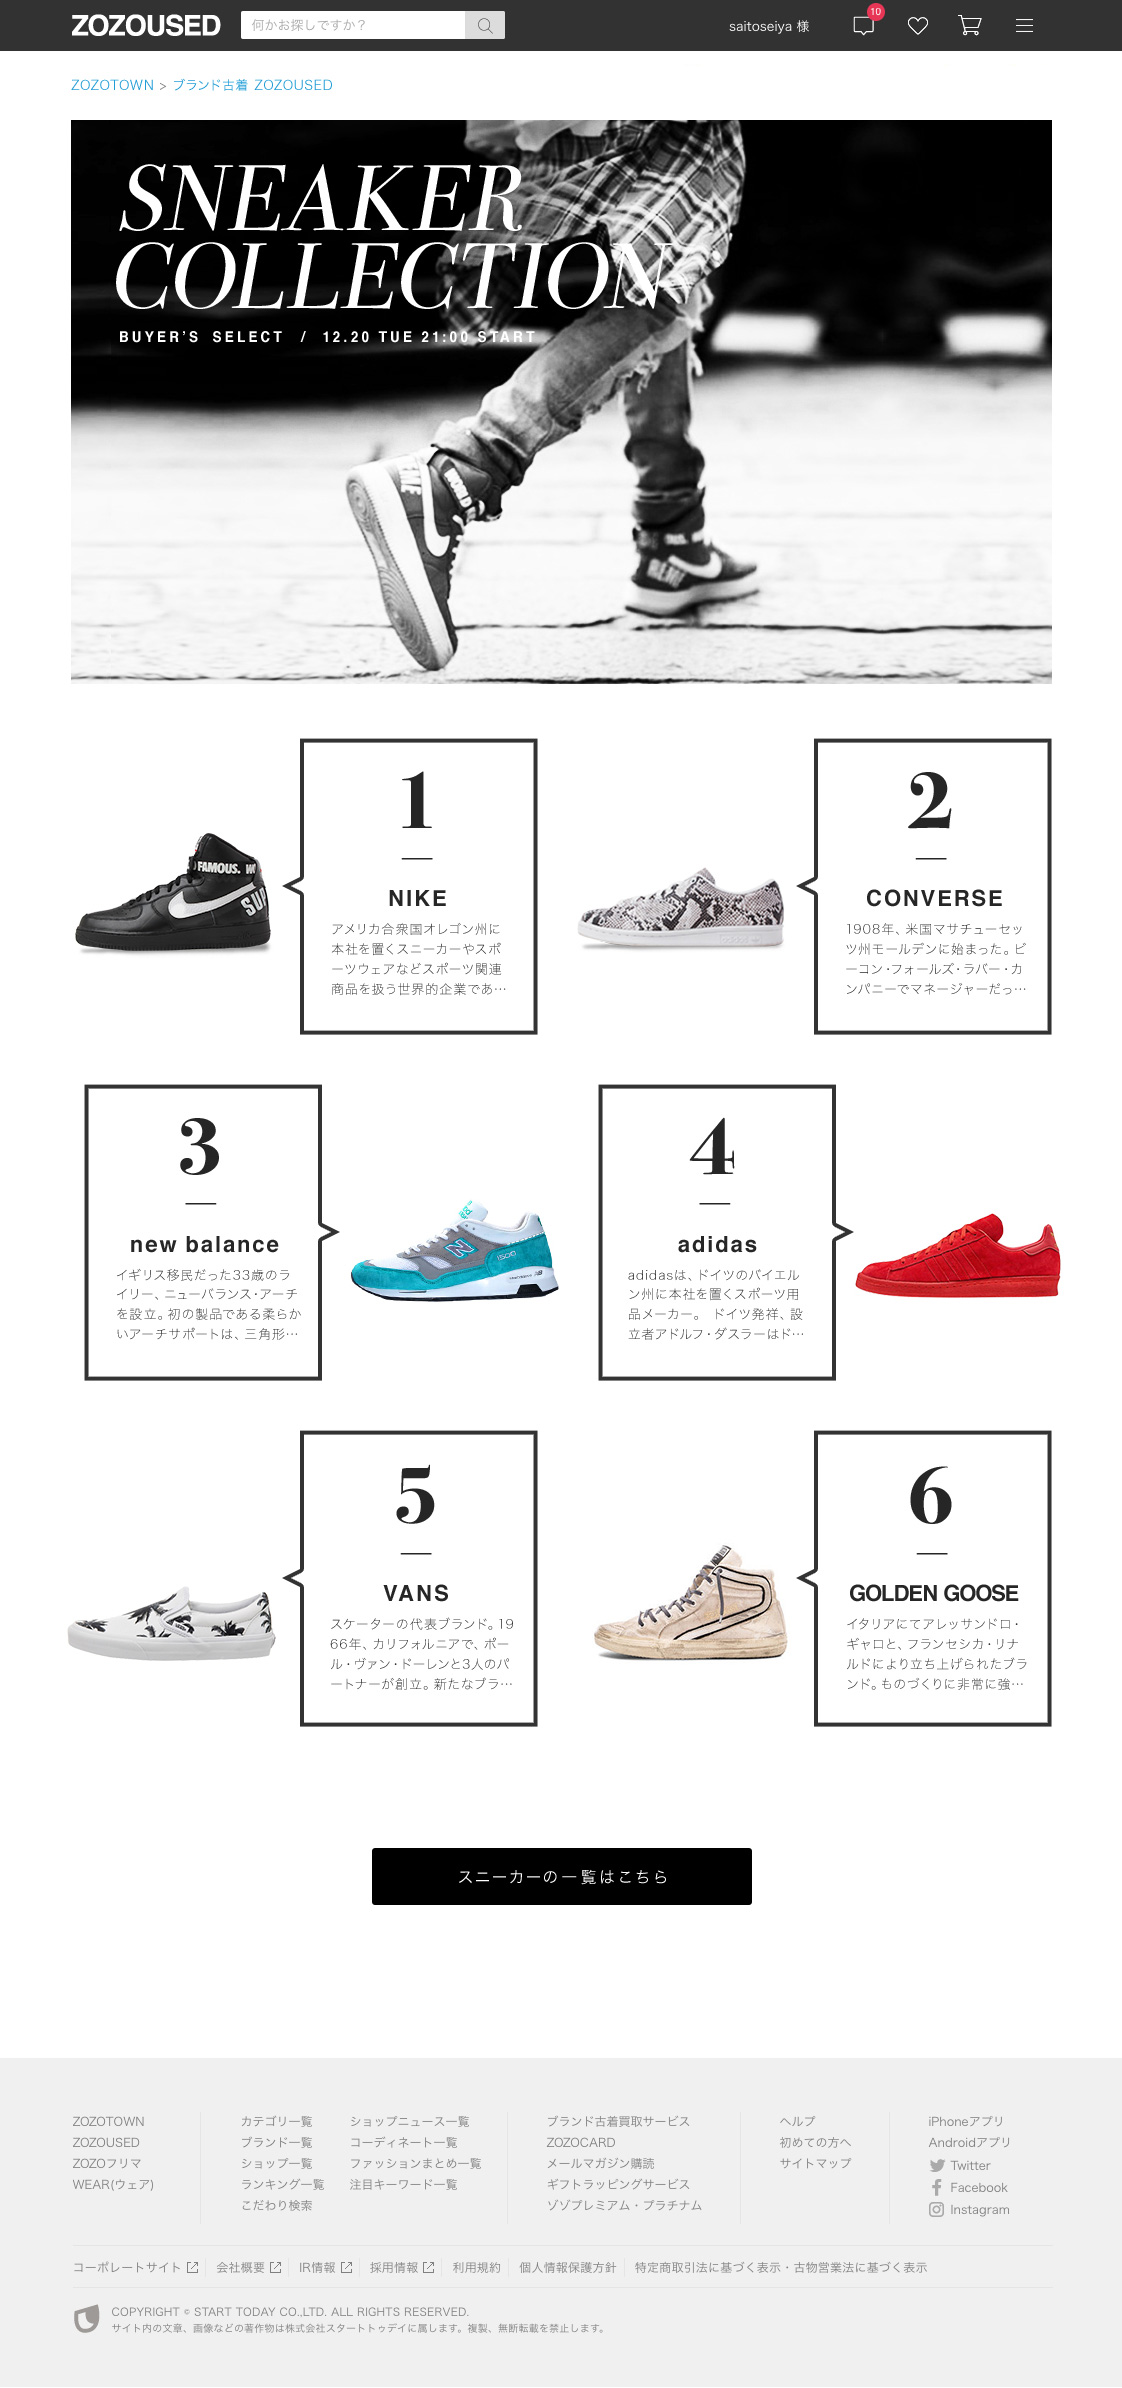 ZOZOUSED
何かお探しですか？
saitoseiya 様
10
ZOZOTOWN > ブランド古着 ZOZOUSED
SNEAKER
COLLECTION
BUYER'S SELECT / 12.20 TUE 21:00 START
1
NIKE
アメリカ合衆国オレゴン州に
本社を置くスニーカーやスポ
ーツウェアなどスポーツ関連
商品を扱う世界的企業であ…
FAMOUS.
2
CONVERSE
1908年、米国マサチューセッ
ツ州モールデンに始まった。ビ
ーコン・フォールズ・ラバー・カ
ンパニーでマネージャーだっ…
3
new balance
イギリス移民だった33歳のラ
イリー、ニューバランス・アーチ
を設立。初の製品である柔らか
いアーチサポートは、三角形…
N
1500
4
adidas
adidasは、ドイツのバイエル
ン州に本社を置くスポーツ用
品メーカー。 ドイツ発祥、設
立者アドルフ・ダスラーはド…
5
VANS
スケーターの代表ブランド。19
66年、カリフォルニアで、ポー
ル・ヴァン・ドーレンと3人のパ
ートナーが創立。新たなブラ…
6
GOLDEN GOOSE
イタリアにてアレッサンドロ・
ギャロと、フランセシカ・リナ
ルドにより立ち上げられたブラ
ンド。ものづくりに非常に強…
スニーカーの一覧はこちら
ZOZOTOWN
ZOZOUSED
ZOZOフリマ
WEAR(ウェア)
カテゴリ一覧
ブランド一覧
ショップ一覧
ランキング一覧
こだわり検索
ショップニュース一覧
コーディネート一覧
ファッションまとめ一覧
注目キーワード一覧
ブランド古着買取サービス
ZOZOCARD
メールマガジン購読
ギフトラッピングサービス
ゾゾプレミアム・プラチナム
ヘルプ
初めての方へ
サイトマップ
iPhoneアプリ
Androidアプリ
Twitter
Facebook
Instagram
コーポレートサイト 会社概要 IR情報 採用情報 利用規約 個人情報保護方針 特定商取引法に基づく表示・古物営業法に基づく表示
COPYRIGHT © START TODAY CO.,LTD. ALL RIGHTS RESERVED.
サイト内の文章、画像などの著作物は株式会社スタートトゥデイに属します。複製、無断転載を禁止します。